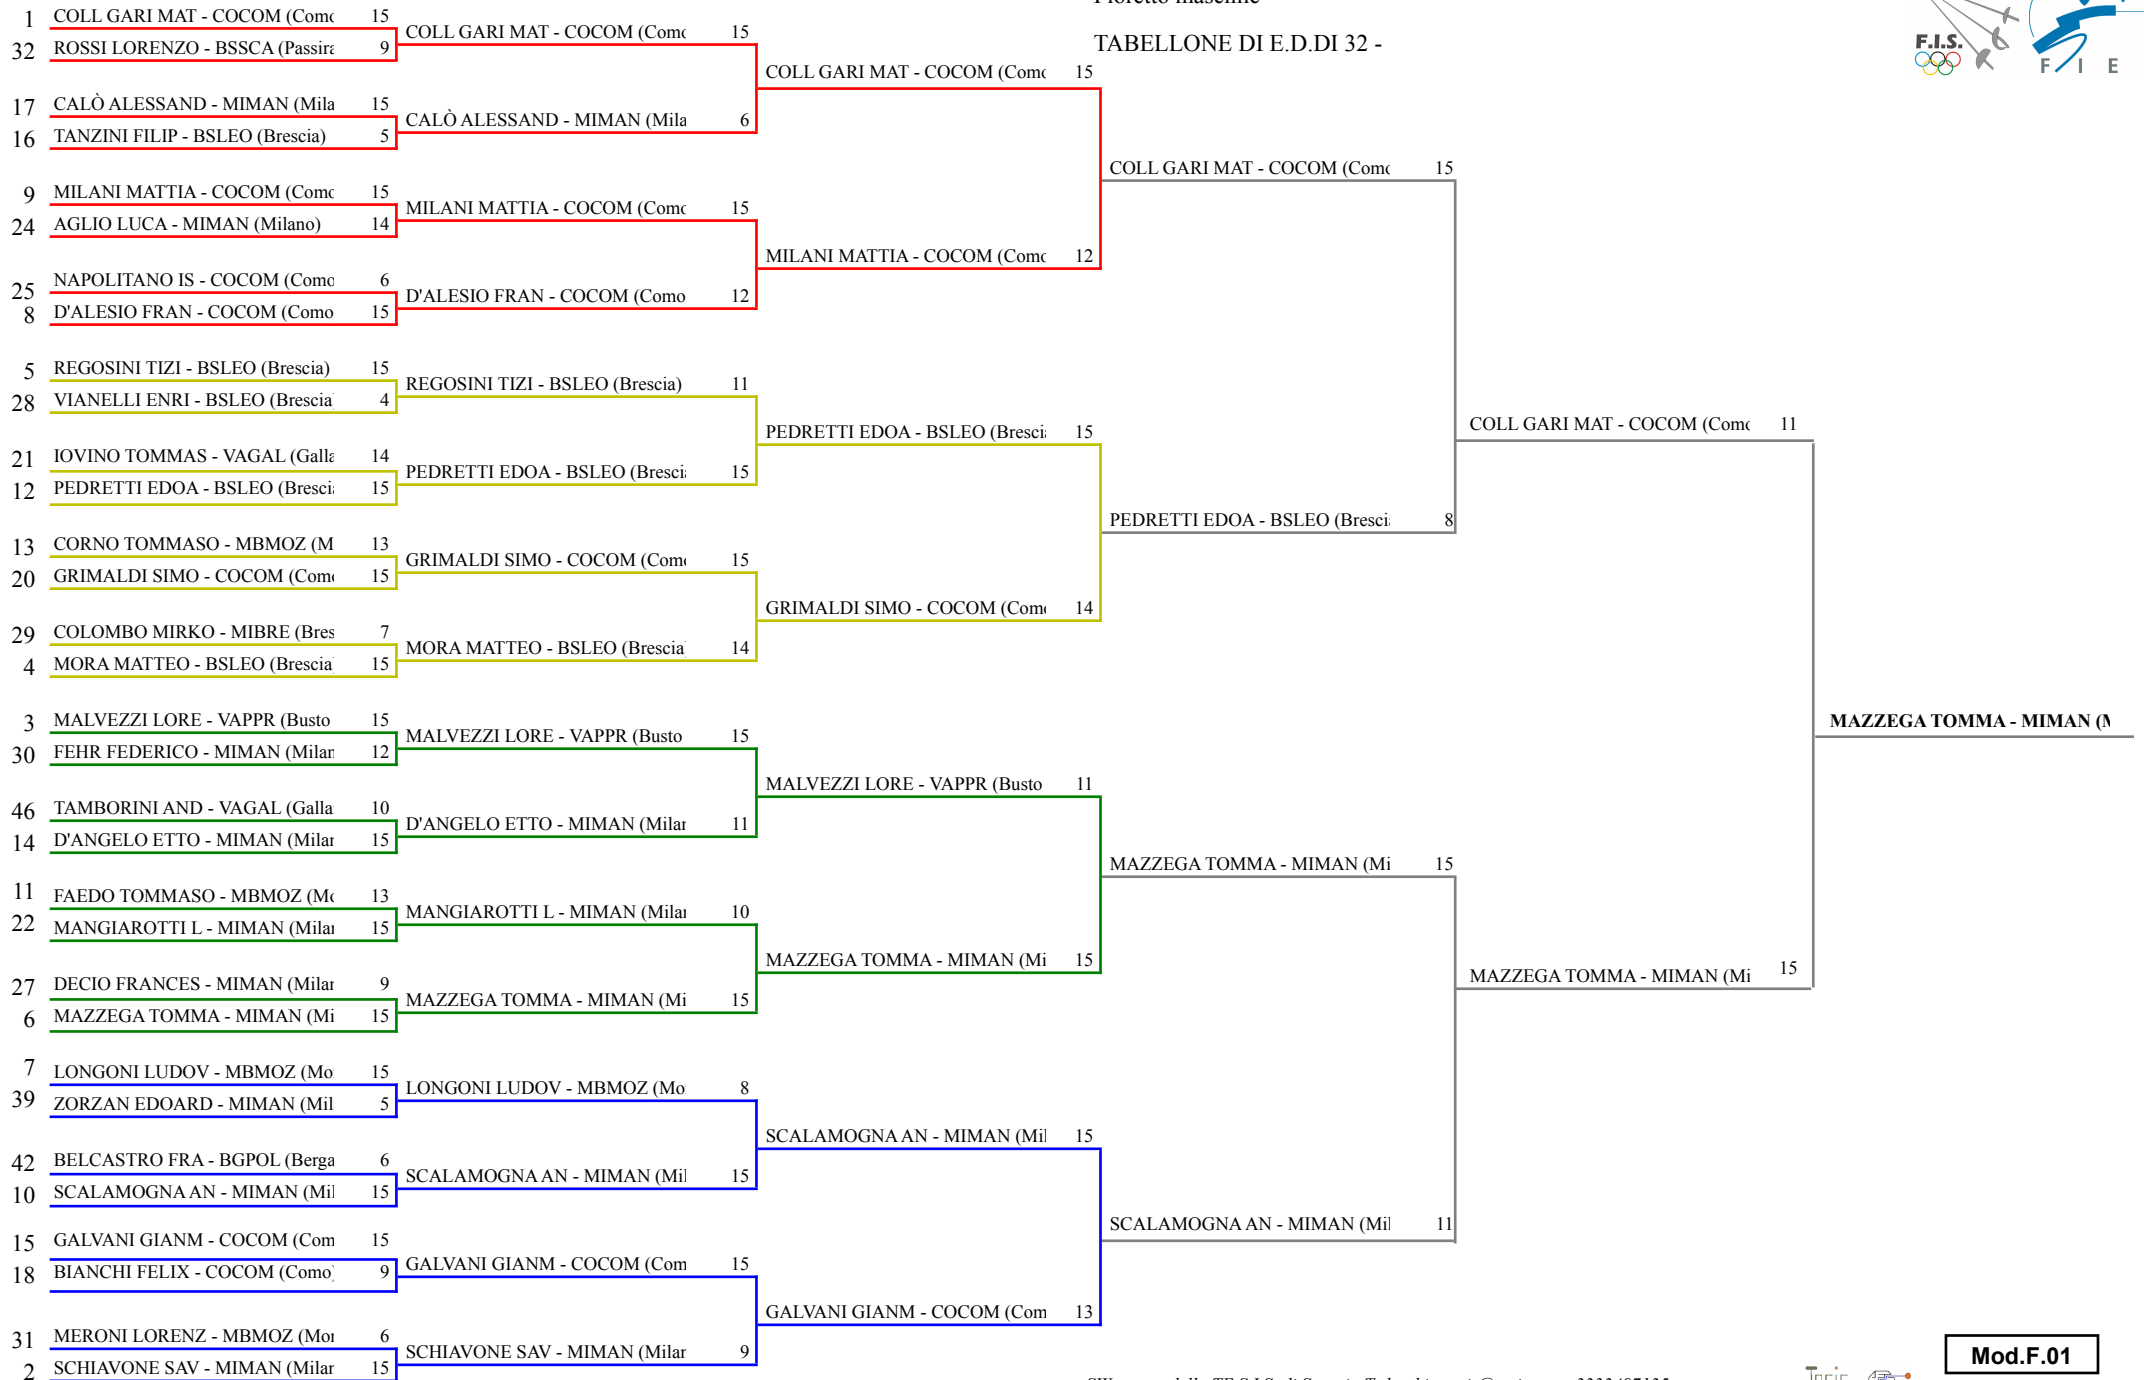 Fioretto maschile
TABELLONE DI E.D.DI 32 -
F.I.S.
F I E
1 COLL GARI MAT - COCOM (Como 15
32 ROSSI LORENZO - BSSCA (Passira 9
17 CALÒ ALESSAND - MIMAN (Mila 15
16 TANZINI FILIP - BSLEO (Brescia) 5
9 MILANI MATTIA - COCOM (Como 15
24 AGLIO LUCA - MIMAN (Milano) 14
25 NAPOLITANO IS - COCOM (Como 6
8 D'ALESIO FRAN - COCOM (Como 15
5 REGOSINI TIZI - BSLEO (Brescia) 15
28 VIANELLI ENRI - BSLEO (Brescia 4
21 IOVINO TOMMAS - VAGAL (Galla 14
12 PEDRETTI EDOA - BSLEO (Bresci 15
13 CORNO TOMMASO - MBMOZ (M 13
20 GRIMALDI SIMO - COCOM (Com 15
29 COLOMBO MIRKO - MIBRE (Bres 7
4 MORA MATTEO - BSLEO (Brescia 15
3 MALVEZZI LORE - VAPPR (Busto 15
30 FEHR FEDERICO - MIMAN (Milan 12
46 TAMBORINI AND - VAGAL (Galla 10
14 D'ANGELO ETTO - MIMAN (Milan 15
11 FAEDO TOMMASO - MBMOZ (Mo 13
22 MANGIAROTTI L - MIMAN (Milan 15
27 DECIO FRANCES - MIMAN (Milan 9
6 MAZZEGA TOMMA - MIMAN (Mi 15
7 LONGONI LUDOV - MBMOZ (Mo 15
39 ZORZAN EDOARD - MIMAN (Mil 5
42 BELCASTRO FRA - BGPOL (Berga 6
10 SCALAMOGNA AN - MIMAN (Mil 15
15 GALVANI GIANM - COCOM (Com 15
18 BIANCHI FELIX - COCOM (Como) 9
31 MERONI LORENZ - MBMOZ (Mon 6
2 SCHIAVONE SAV - MIMAN (Milan 15
COLL GARI MAT - COCOM (Como 15
CALÒ ALESSAND - MIMAN (Mila 6
MILANI MATTIA - COCOM (Como 15
D'ALESIO FRAN - COCOM (Como 12
REGOSINI TIZI - BSLEO (Brescia) 11
PEDRETTI EDOA - BSLEO (Bresci 15
GRIMALDI SIMO - COCOM (Com 15
MORA MATTEO - BSLEO (Brescia 14
MALVEZZI LORE - VAPPR (Busto 15
D'ANGELO ETTO - MIMAN (Milan 11
MANGIAROTTI L - MIMAN (Milan 10
MAZZEGA TOMMA - MIMAN (Mi 15
LONGONI LUDOV - MBMOZ (Mo 8
SCALAMOGNA AN - MIMAN (Mil 15
GALVANI GIANM - COCOM (Com 15
SCHIAVONE SAV - MIMAN (Milan 9
COLL GARI MAT - COCOM (Como 15
MILANI MATTIA - COCOM (Como 12
PEDRETTI EDOA - BSLEO (Bresci 15
GRIMALDI SIMO - COCOM (Com 14
MALVEZZI LORE - VAPPR (Busto 11
MAZZEGA TOMMA - MIMAN (Mi 15
SCALAMOGNA AN - MIMAN (Mil 15
GALVANI GIANM - COCOM (Com 13
COLL GARI MAT - COCOM (Como 15
PEDRETTI EDOA - BSLEO (Bresci 8
MAZZEGA TOMMA - MIMAN (Mi 15
SCALAMOGNA AN - MIMAN (Mil 11
COLL GARI MAT - COCOM (Como 11
MAZZEGA TOMMA - MIMAN (Mi 15
MAZZEGA TOMMA - MIMAN (M
Mod.F.01